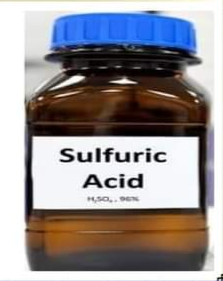 Sulfuric
Acid
H₂SO₄ , 96%